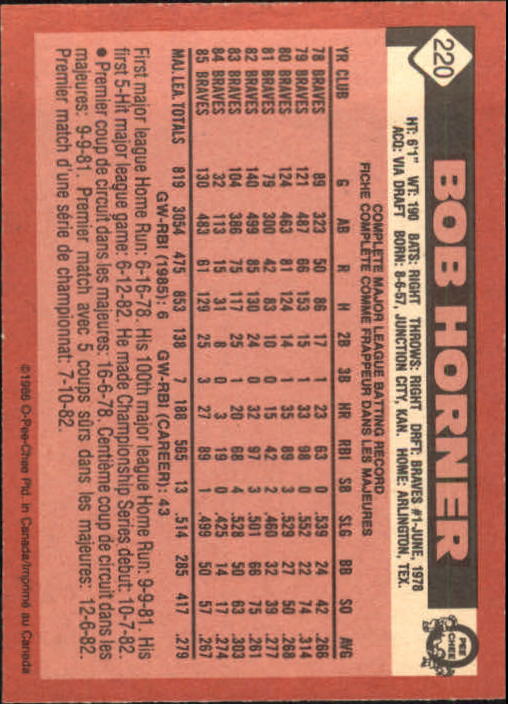 220
BOB HORNER
O-PEE-CHEE
HT: 6'1" WT: 190 BATS: RIGHT THROWS: RIGHT DRFT: BRAVES #1-JUNE, 1978
ACQ: VIA DRAFT BORN: 8-6-57, JUNCTION CITY, KAN. HOME: ARLINGTON, TEX.
COMPLETE MAJOR LEAGUE BATTING RECORD
FICHE COMPLÈTE COMME FRAPPEUR DANS LES MAJEURES
YR CLUB G AB R H 2B 3B HR RBI SB SLG BB SO AVG
78 BRAVES 89 323 50 86 17 1 23 63 0 .539 24 42 .266
79 BRAVES 121 487 66 153 15 1 33 98 0 .552 22 74 .314
80 BRAVES 124 463 81 124 14 1 35 89 3 .529 27 50 .268
81 BRAVES 79 300 42 83 10 0 15 42 2 .460 32 39 .277
82 BRAVES 140 499 85 130 24 0 32 97 3 .501 66 75 .261
83 BRAVES 104 386 75 117 25 1 20 68 4 .528 50 63 .303
84 BRAVES 32 113 15 31 8 0 3 19 0 .425 14 17 .274
85 BRAVES 130 483 61 129 25 3 27 89 1 .499 50 57 .267
MAJ. LEA. TOTALS 819 3054 475 853 138 7 188 565 13 .514 285 417 .279
GW-RBI (1985): 6 GW-RBI (CAREER): 43
First major league Home Run: 6-16-78. His 100th major league Home Run: 9-9-81. His
first 5-Hit major league game: 6-12-82. He made Championship Series debut: 10-7-82.
● Premier coup de circuit dans les majeures: 16-6-78. Centième coup de circuit dans les
majeures: 9-9-81. Premier match avec 5 coups sûrs dans les majeures: 12-6-82.
Premier match d'une série de championnat: 7-10-82.
©1986 O-Pee-Chee Ptd. in Canada/Imprimé au Canada